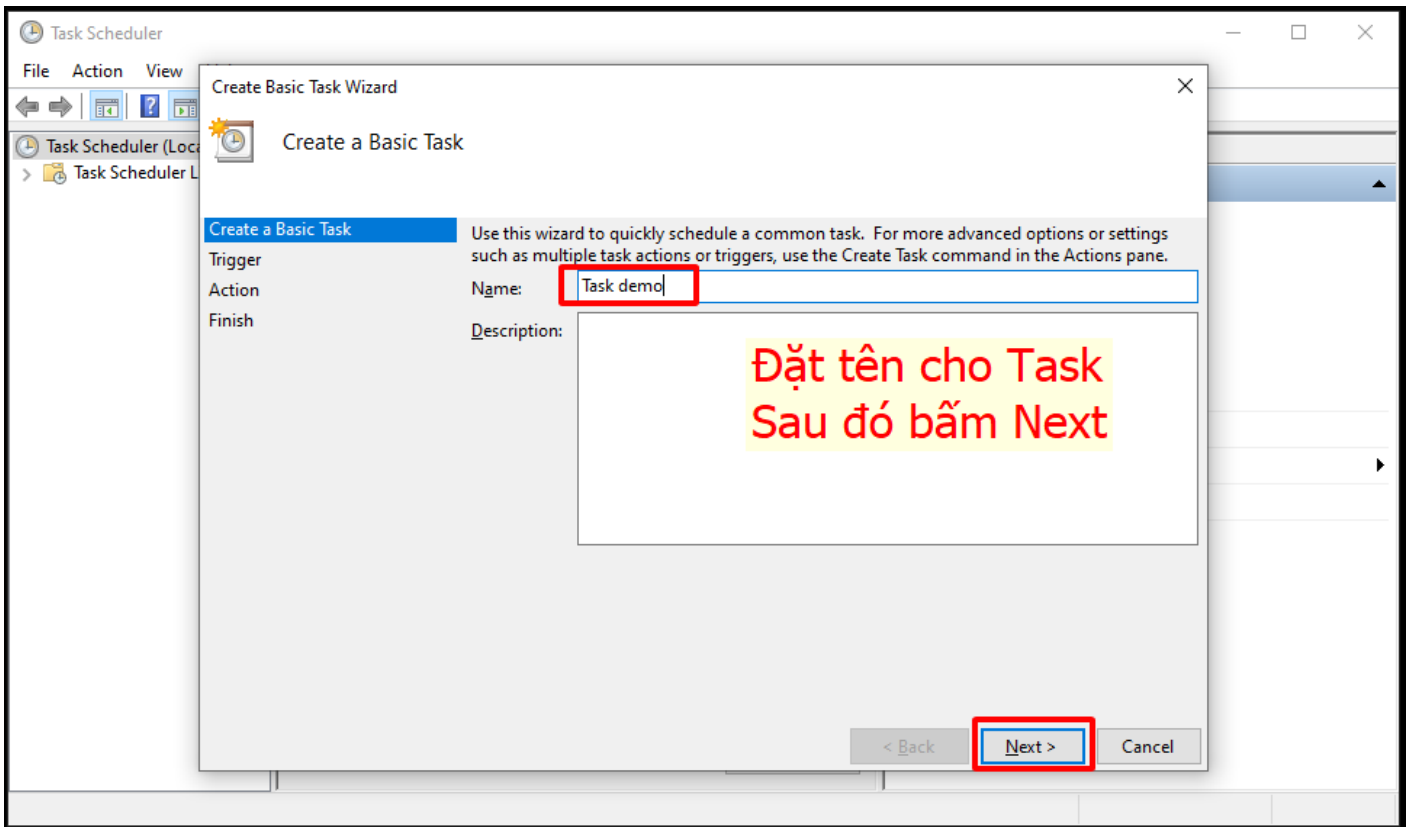 Task Scheduler
File Action View
Create Basic Task Wizard
Create a Basic Task
Task Scheduler (Loca
Task Scheduler L
Create a Basic Task
Trigger
Action
Finish
Use this wizard to quickly schedule a common task. For more advanced options or settings
such as multiple task actions or triggers, use the Create Task command in the Actions pane.
Name: Task demo
Description:
Đặt tên cho Task
Sau đó bấm Next
< Back Next > Cancel